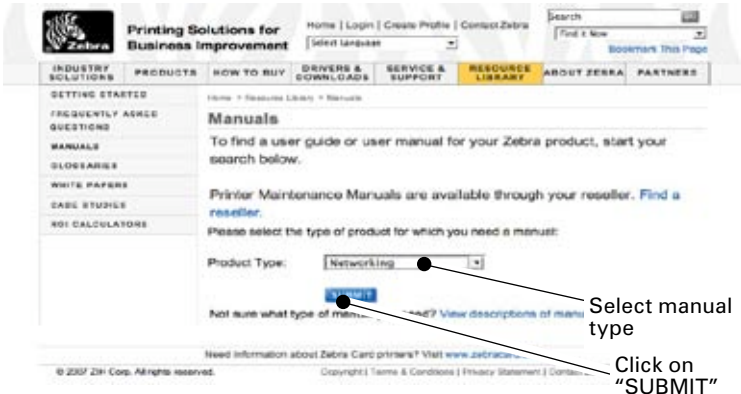 Zebra
Printing Solutions for
Business Improvement
Home | Login | Create Profile | Contact Zebra
Select Language
Search
Find it Now
Bookmark This Page
INDUSTRY SOLUTIONS
PRODUCTS
HOW TO BUY
DRIVERS & DOWNLOADS
SERVICE & SUPPORT
RESOURCE LIBRARY
ABOUT ZEBRA
PARTNERS
GETTING STARTED
FREQUENTLY ASKED
QUESTIONS
MANUALS
GLOSSARIES
WHITE PAPERS
CASE STUDIES
ROI CALCULATORS
Home > Resource Library > Manuals
Manuals
To find a user guide or user manual for your Zebra product, start your
search below.
Printer Maintenance Manuals are available through your reseller. Find a
reseller.
Please select the type of product for which you need a manual:
Product Type:
Networking
SUBMIT
Not sure what type of need? View descriptions of
Select manual
type
Click on
“SUBMIT”
Need information about Zebra Card printers? Visit
© 2007 ZIH Corp. All rights reserved.
Copyright | Terms & Conditions | Privacy Statement |